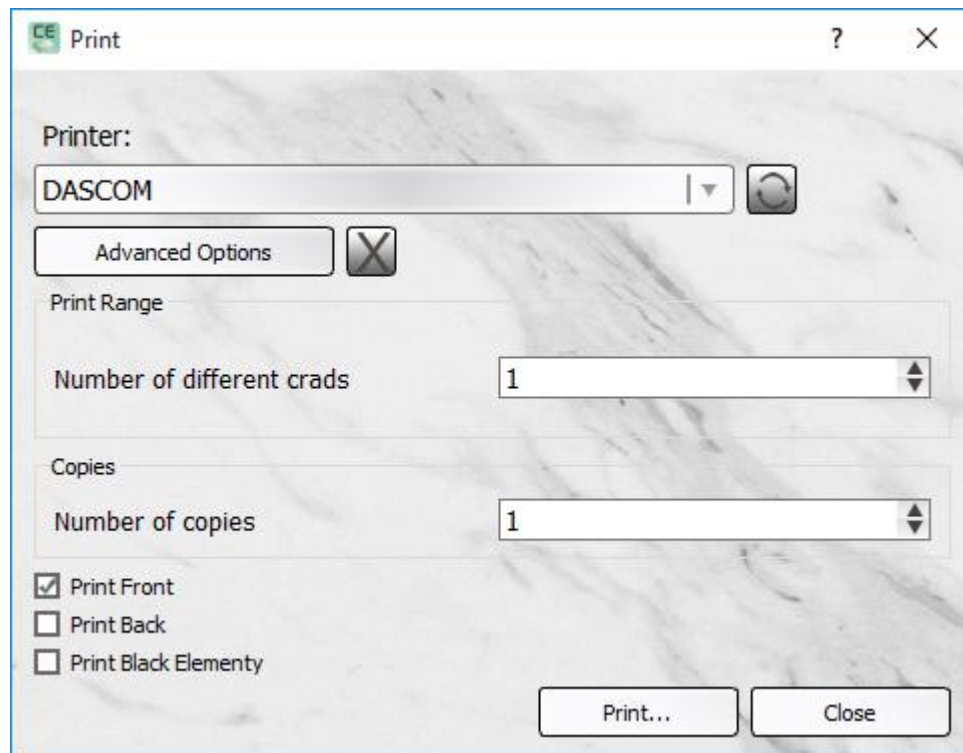 CE Print ?
Printer:
DASCOM
Advanced Options X
Print Range
Number of different crads 1
Copies
Number of copies 1
Print Front
Print Back
Print Black Elementy
Print... Close